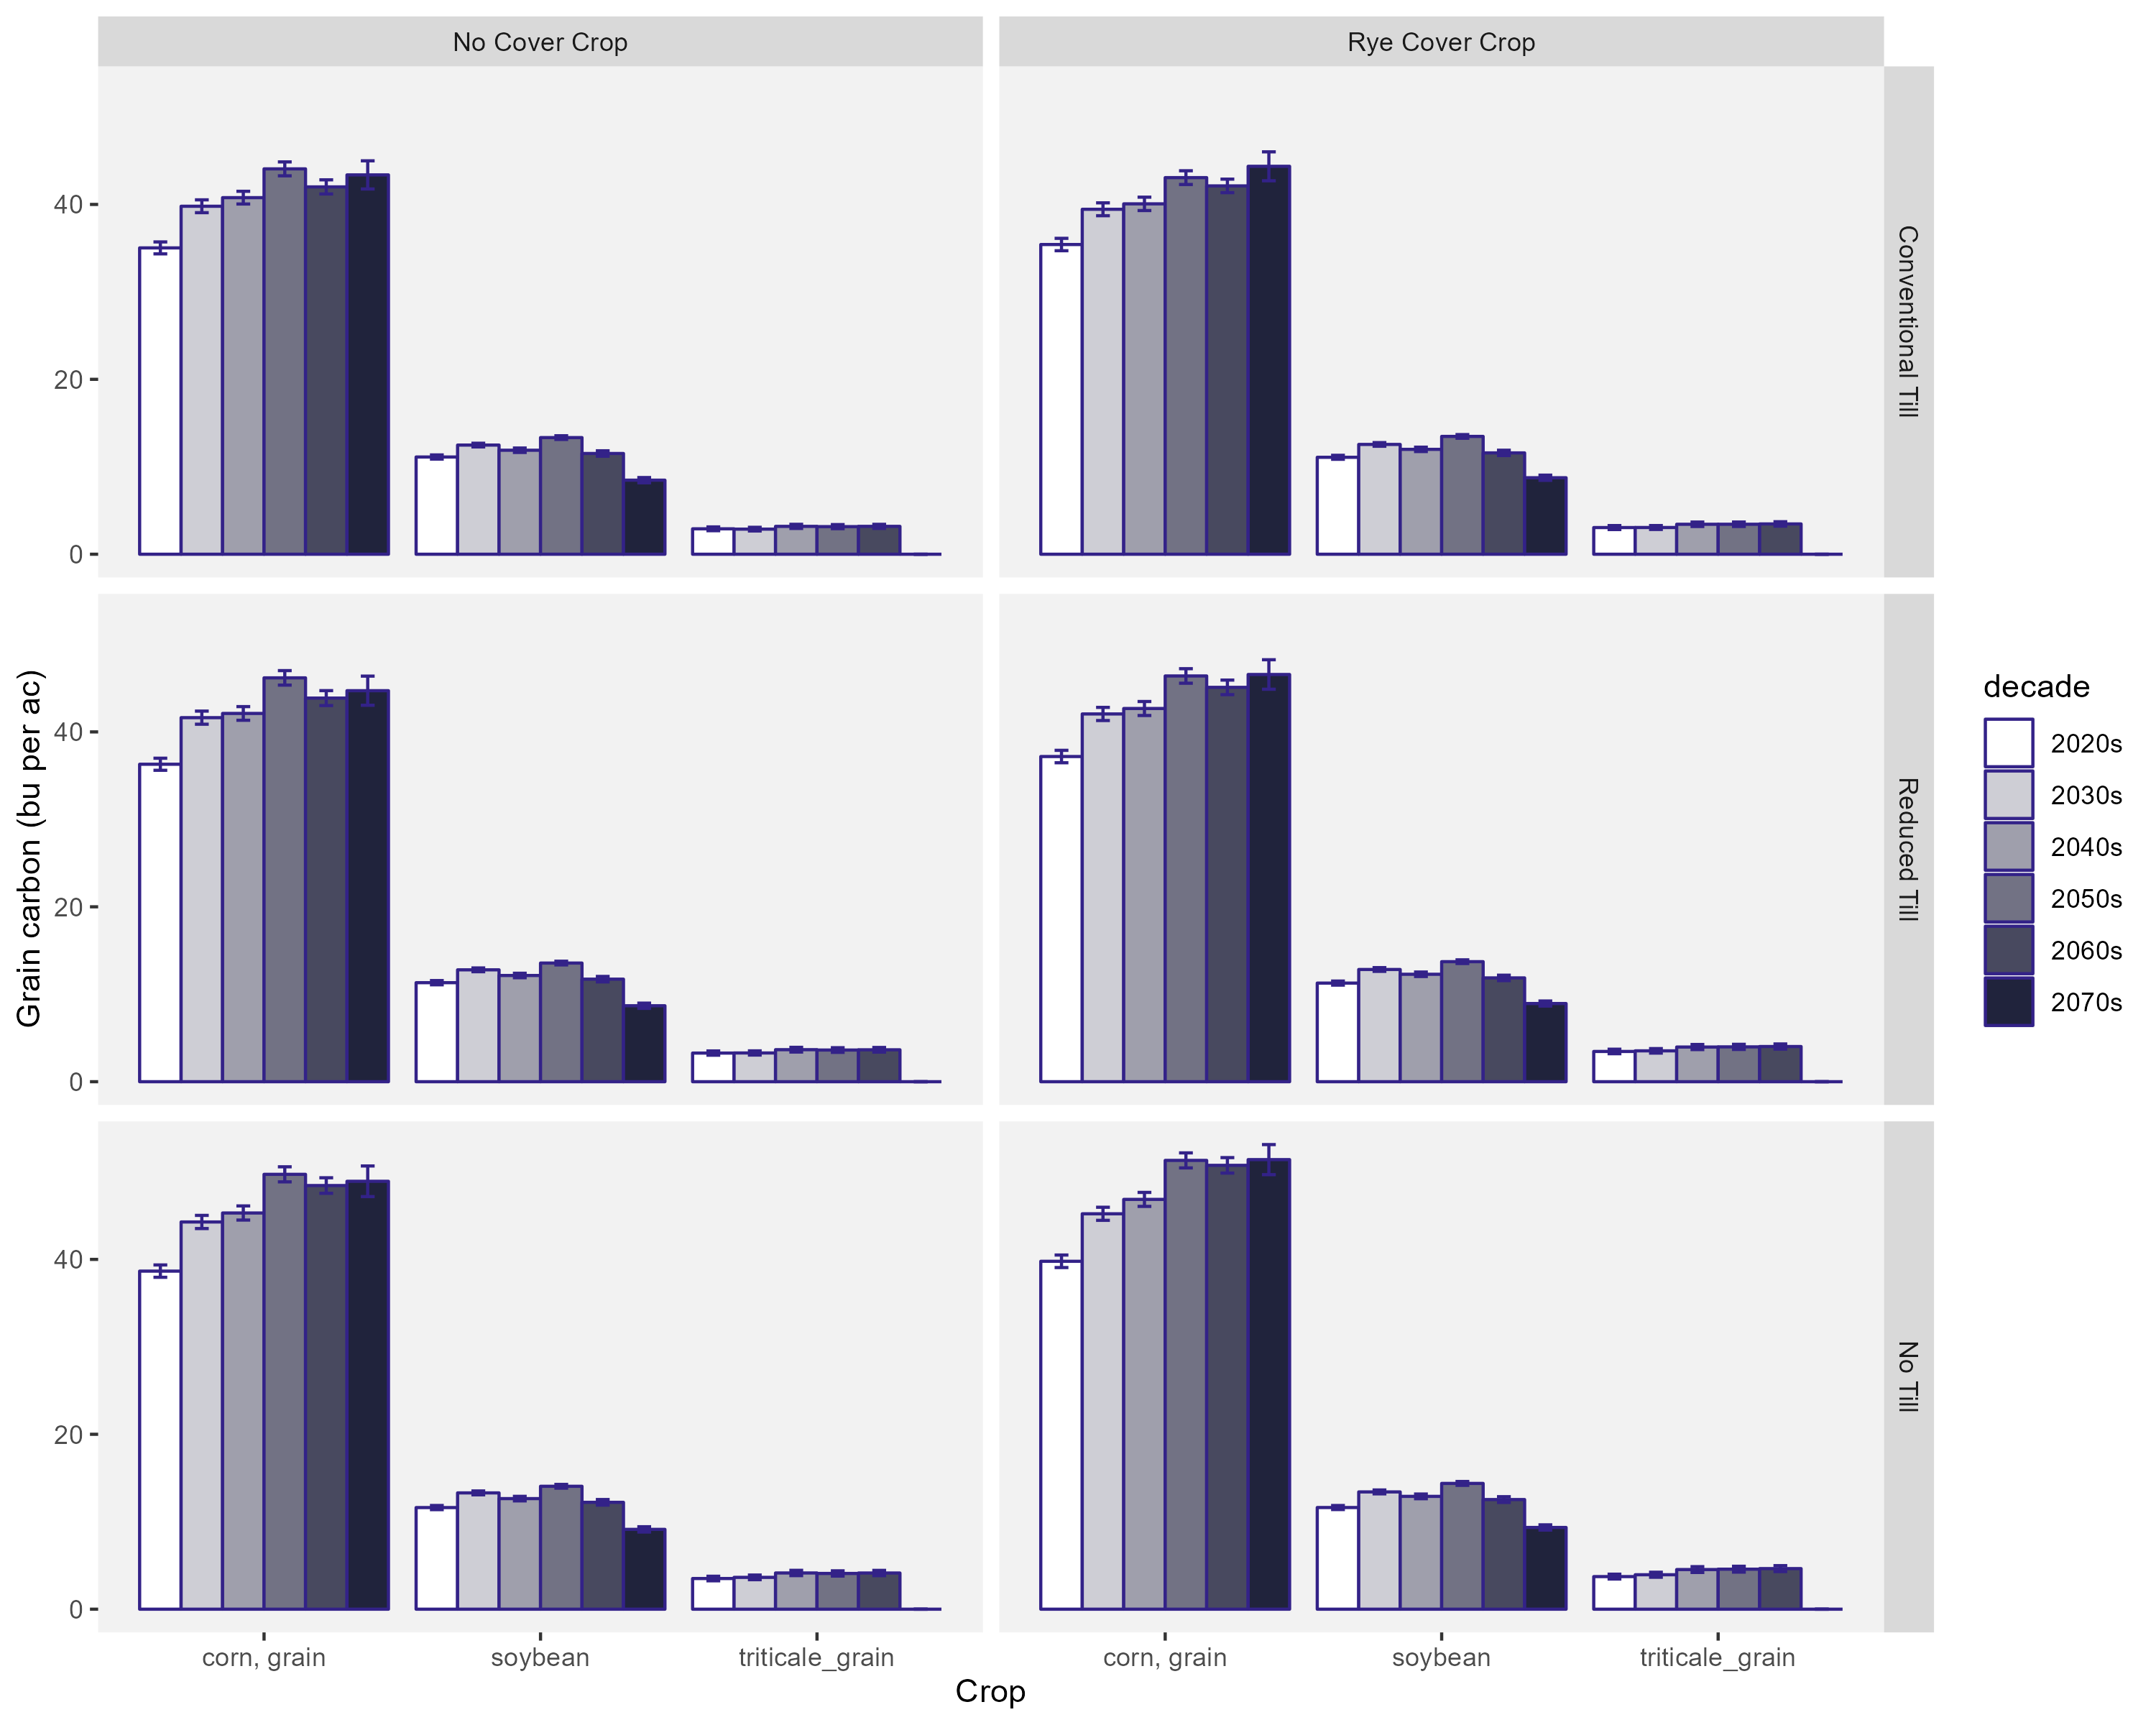 No Cover Crop
Rye Cover Crop
Conventional Till
Reduced Till
No Till
Grain carbon (bu per ac)
40
20
0
40
20
0
40
20
0
corn, grain
soybean
triticale_grain
corn, grain
soybean
triticale_grain
Crop
decade
2020s
2030s
2040s
2050s
2060s
2070s